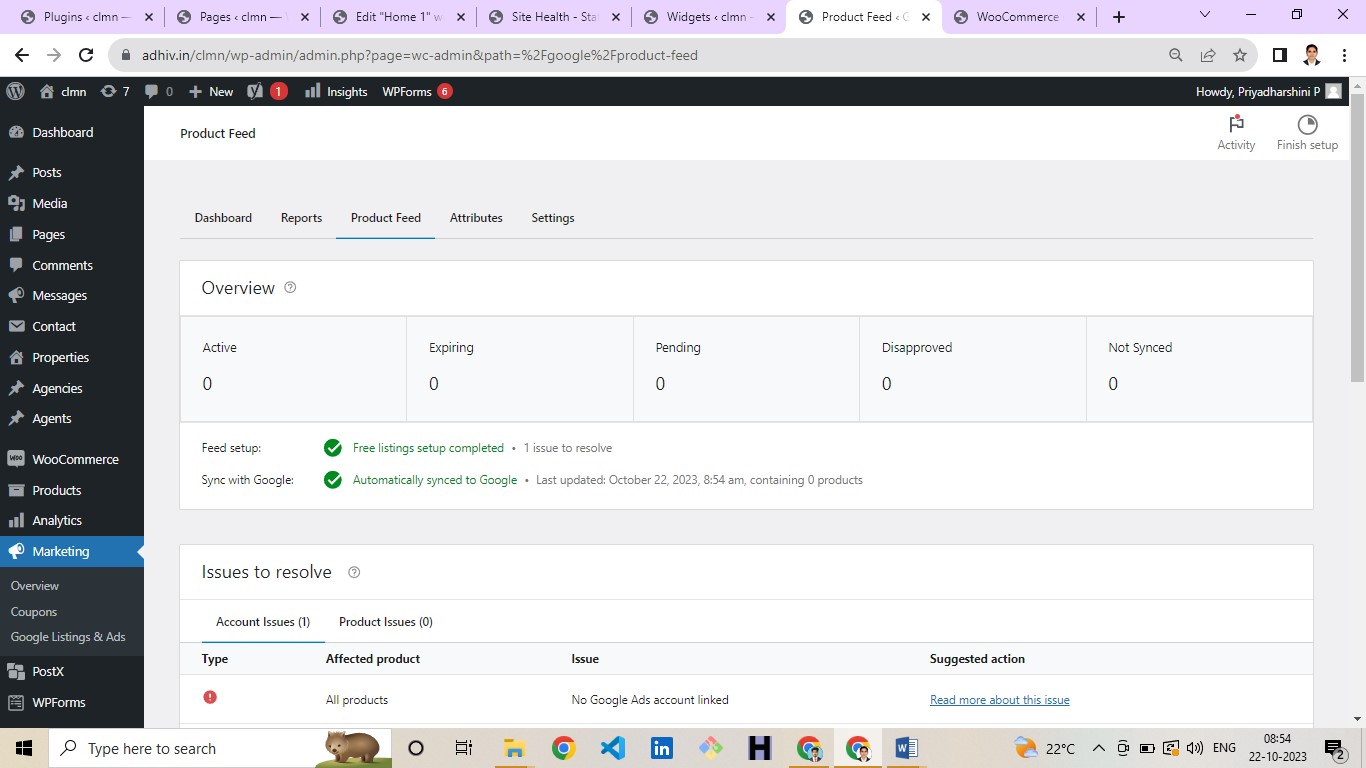 Plugins ‹ clmn —
Pages ‹ clmn —
Edit "Home 1" w
Site Health - Sta
Widgets ‹ clmn -
Product Feed ‹ G
WooCommerce
adhiv.in/clmn/wp-admin/admin.php?page=wc-admin&path=%2Fgoogle%2Fproduct-feed
clmn
7
0
New
1
Insights
WPForms 6
Howdy, Priyadharshini P
Dashboard
Posts
Media
Pages
Comments
Messages
Contact
Properties
Agencies
Agents
WooCommerce
Products
Analytics
Marketing
Overview
Coupons
Google Listings & Ads
PostX
WPForms
Product Feed
Activity
Finish setup
Dashboard
Reports
Product Feed
Attributes
Settings
Overview
Active
0
Expiring
0
Pending
0
Disapproved
0
Not Synced
0
Feed setup: Free listings setup completed • 1 issue to resolve
Sync with Google: Automatically synced to Google • Last updated: October 22, 2023, 8:54 am, containing 0 products
Issues to resolve
Account Issues (1)
Product Issues (0)
Type Affected product Issue Suggested action
All products No Google Ads account linked Read more about this issue
Type here to search
22°C
ENG
08:54
22-10-2023
2